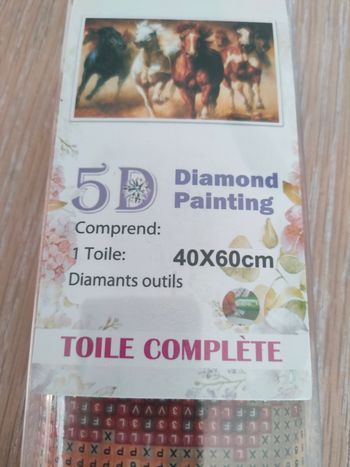 5D
Diamond
Painting
Comprend:
1 Toile: 40X60cm
Diamants outils
TOILE COMPLÈTE